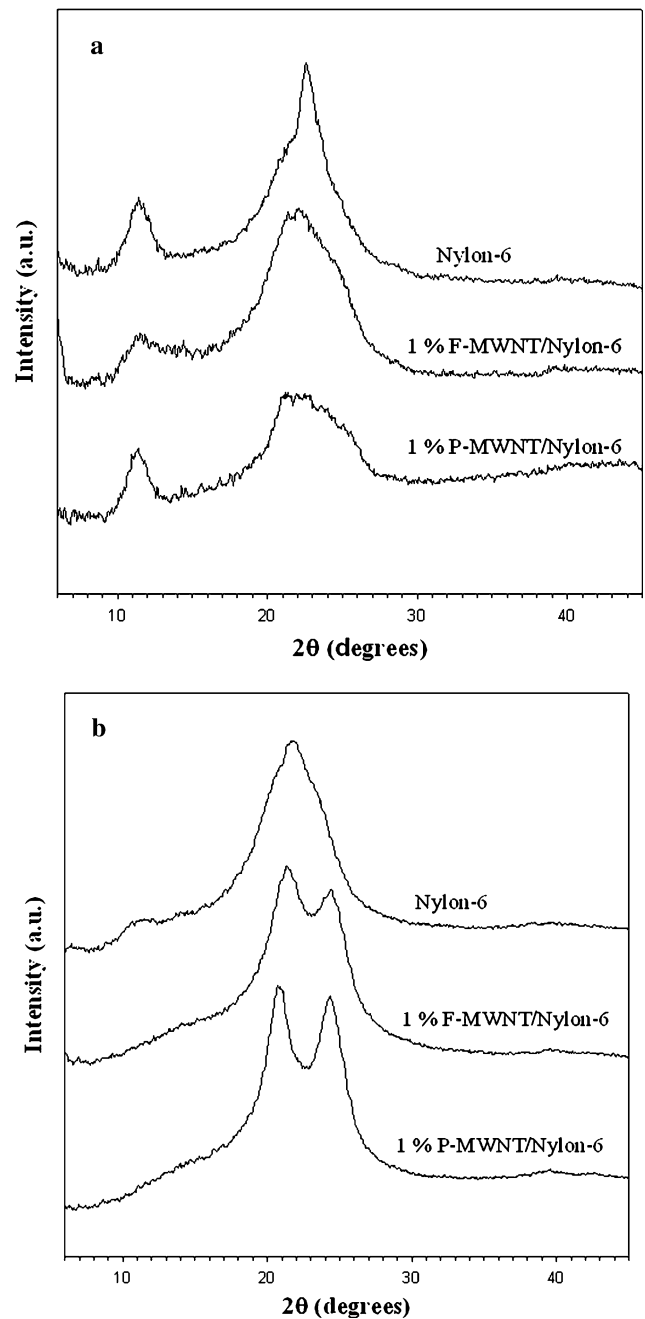 a
Intensity (a.u.)
Nylon-6
1 % F-MWNT/Nylon-6
1 % P-MWNT/Nylon-6
10 20 30 40
2θ (degrees)
b
Intensity (a.u.)
Nylon-6
1 % F-MWNT/Nylon-6
1 % P-MWNT/Nylon-6
10 20 30 40
2θ (degrees)